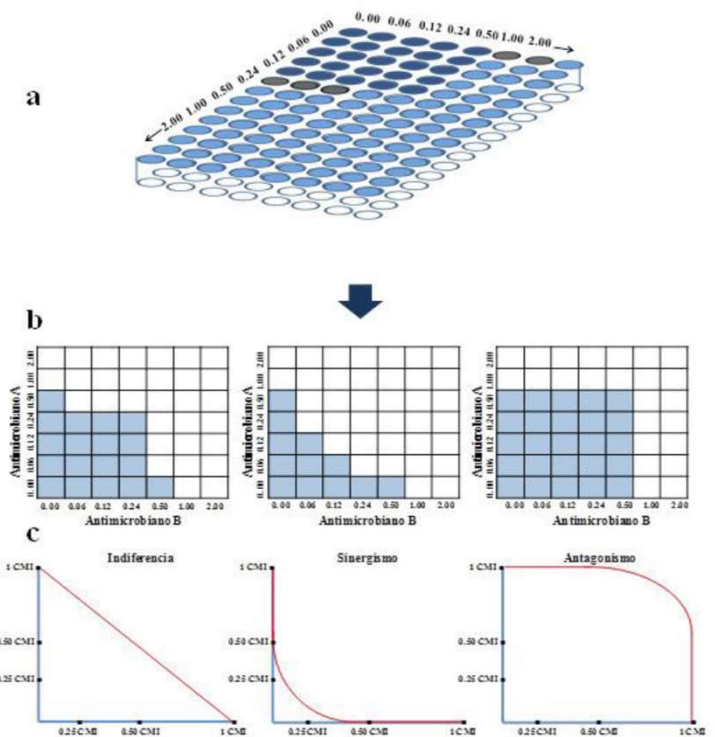 a
0.00 0.06 0.12 0.24 0.50 1.00 2.00
2.00 1.00 0.50 0.24 0.12 0.06 0.00
b
Antimicrobiano A
0.00 0.06 0.12 0.24 0.50 1.00 2.00
0.00 0.06 0.12 0.24 0.50 1.00 2.00
Antimicrobiano B
Antimicrobiano A
0.00 0.06 0.12 0.24 0.50 1.00 2.00
0.00 0.06 0.12 0.24 0.50 1.00 2.00
Antimicrobiano B
Antimicrobiano A
0.00 0.06 0.12 0.24 0.50 1.00 2.00
0.00 0.06 0.12 0.24 0.50 1.00 2.00
Antimicrobiano B
c
Indiferencia
1 CMI
0.50 CMI
0.25 CMI
0.25 CMI 0.50 CMI 1 CMI
Sinergismo
1 CMI
0.50 CMI
0.25 CMI
0.25 CMI 0.50 CMI 1 CMI
Antagonismo
1 CMI
0.50 CMI
0.25 CMI
0.25 CMI 0.50 CMI 1 CMI